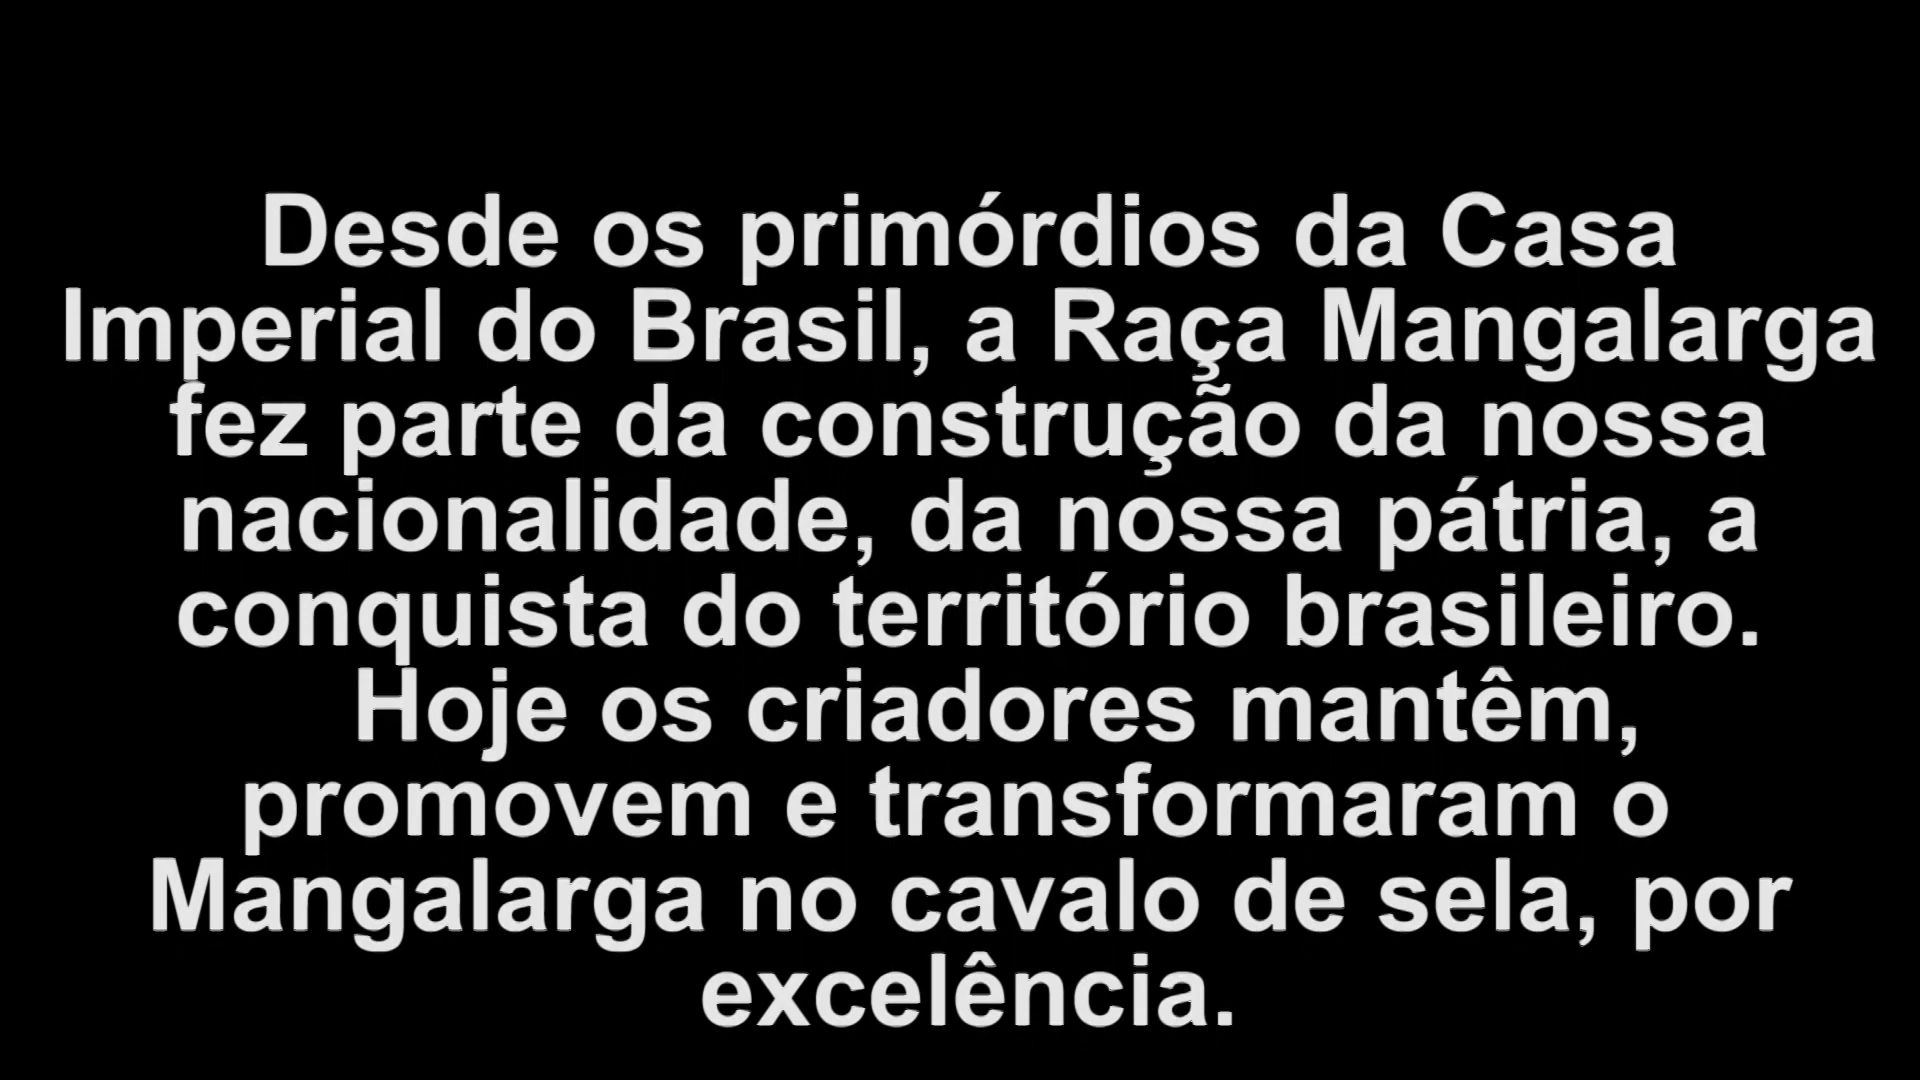 Desde os primórdios da Casa
Imperial do Brasil, a Raça Mangalarga
fez parte da construção da nossa
nacionalidade, da nossa pátria, a
conquista do território brasileiro.
Hoje os criadores mantêm,
promovem e transformaram o
Mangalarga no cavalo de sela, por
excelência.